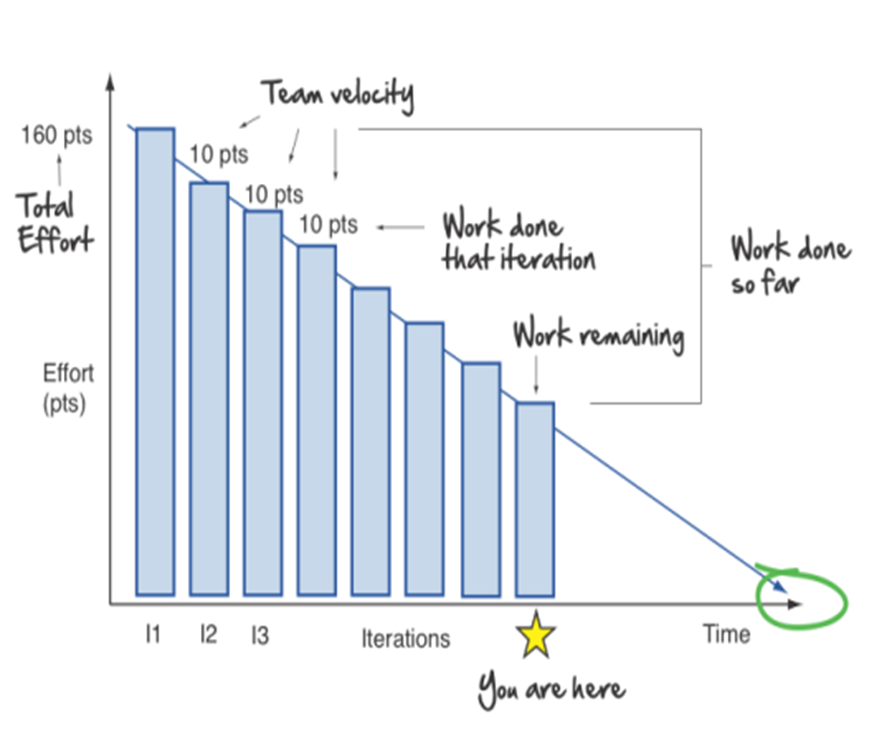 Team velocity
160 pts
10 pts
10 pts
Total
Effort
10 pts
Work done
that iteration
Work done
so far
Work remaining
Effort
(pts)
I1
I2
I3
Iterations
Time
You are here